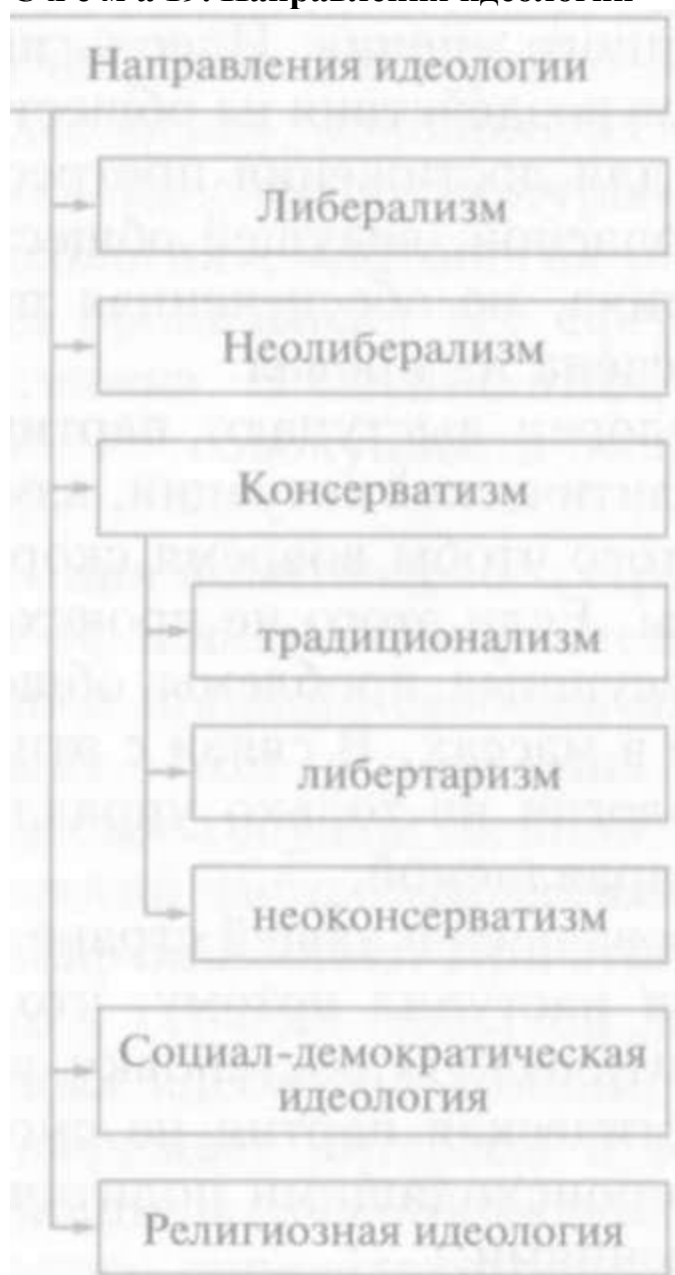 Направления идеологии
Либерализм
Неолиберализм
Консерватизм
традиционализм
либертаризм
неоконсерватизм
Социал-демократическая
идеология
Религиозная идеология